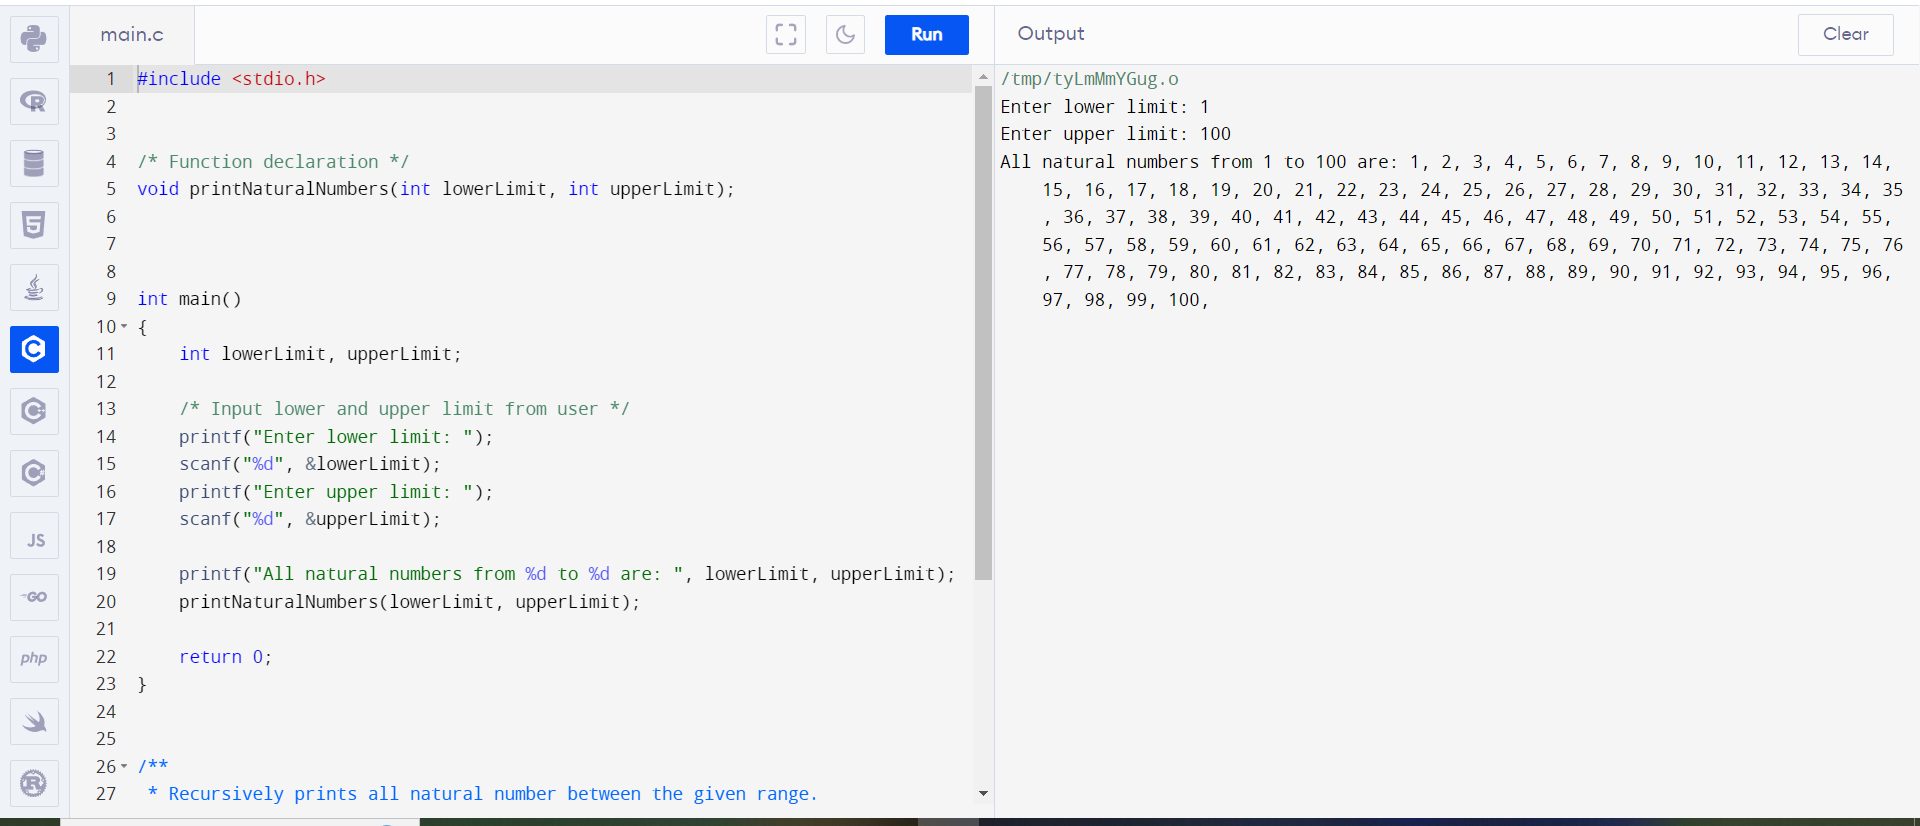 main.c
Run
Output
Clear
1 #include <stdio.h>
2
3
4 /* Function declaration */
5 void printNaturalNumbers(int lowerLimit, int upperLimit);
6
7
8
9 int main()
10 {
11     int lowerLimit, upperLimit;
12
13     /* Input lower and upper limit from user */
14     printf("Enter lower limit: ");
15     scanf("%d", &lowerLimit);
16     printf("Enter upper limit: ");
17     scanf("%d", &upperLimit);
18
19     printf("All natural numbers from %d to %d are: ", lowerLimit, upperLimit);
20     printNaturalNumbers(lowerLimit, upperLimit);
21
22     return 0;
23 }
24
25
26 /**
27  * Recursively prints all natural number between the given range.
/tmp/tyLmMmYGug.o
Enter lower limit: 1
Enter upper limit: 100
All natural numbers from 1 to 100 are: 1, 2, 3, 4, 5, 6, 7, 8, 9, 10, 11, 12, 13, 14,
15, 16, 17, 18, 19, 20, 21, 22, 23, 24, 25, 26, 27, 28, 29, 30, 31, 32, 33, 34, 35
, 36, 37, 38, 39, 40, 41, 42, 43, 44, 45, 46, 47, 48, 49, 50, 51, 52, 53, 54, 55,
56, 57, 58, 59, 60, 61, 62, 63, 64, 65, 66, 67, 68, 69, 70, 71, 72, 73, 74, 75, 76
, 77, 78, 79, 80, 81, 82, 83, 84, 85, 86, 87, 88, 89, 90, 91, 92, 93, 94, 95, 96,
97, 98, 99, 100,
R
5
C
C
C
JS
GO
php
R